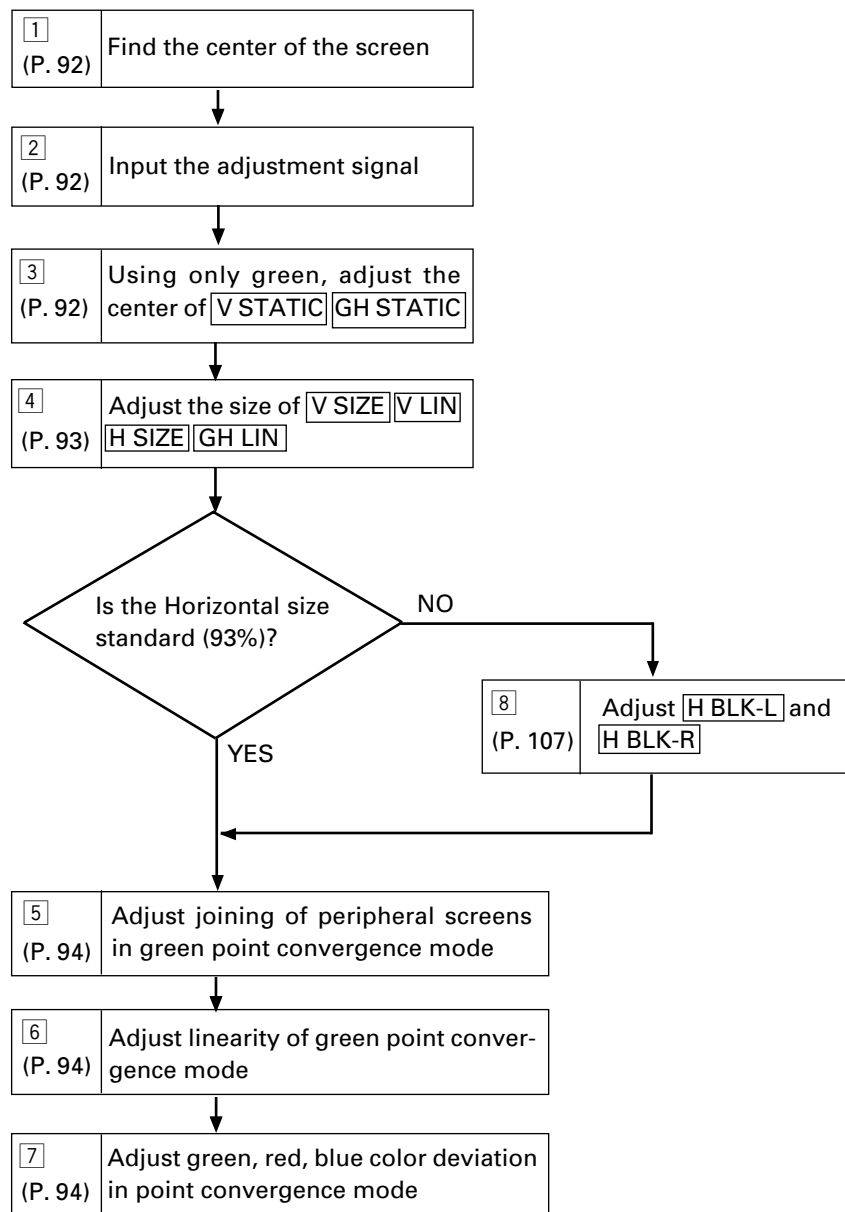 1
(P. 92)
Find the center of the screen
2
(P. 92)
Input the adjustment signal
3
(P. 92)
Using only green, adjust the
center of V STATIC GH STATIC
4
(P. 93)
Adjust the size of V SIZE V LIN
H SIZE GH LIN
Is the Horizontal size
standard (93%)?
NO
8
(P. 107)
Adjust H BLK-L and
H BLK-R
YES
5
(P. 94)
Adjust joining of peripheral screens
in green point convergence mode
6
(P. 94)
Adjust linearity of green point conver-
gence mode
7
(P. 94)
Adjust green, red, blue color deviation
in point convergence mode